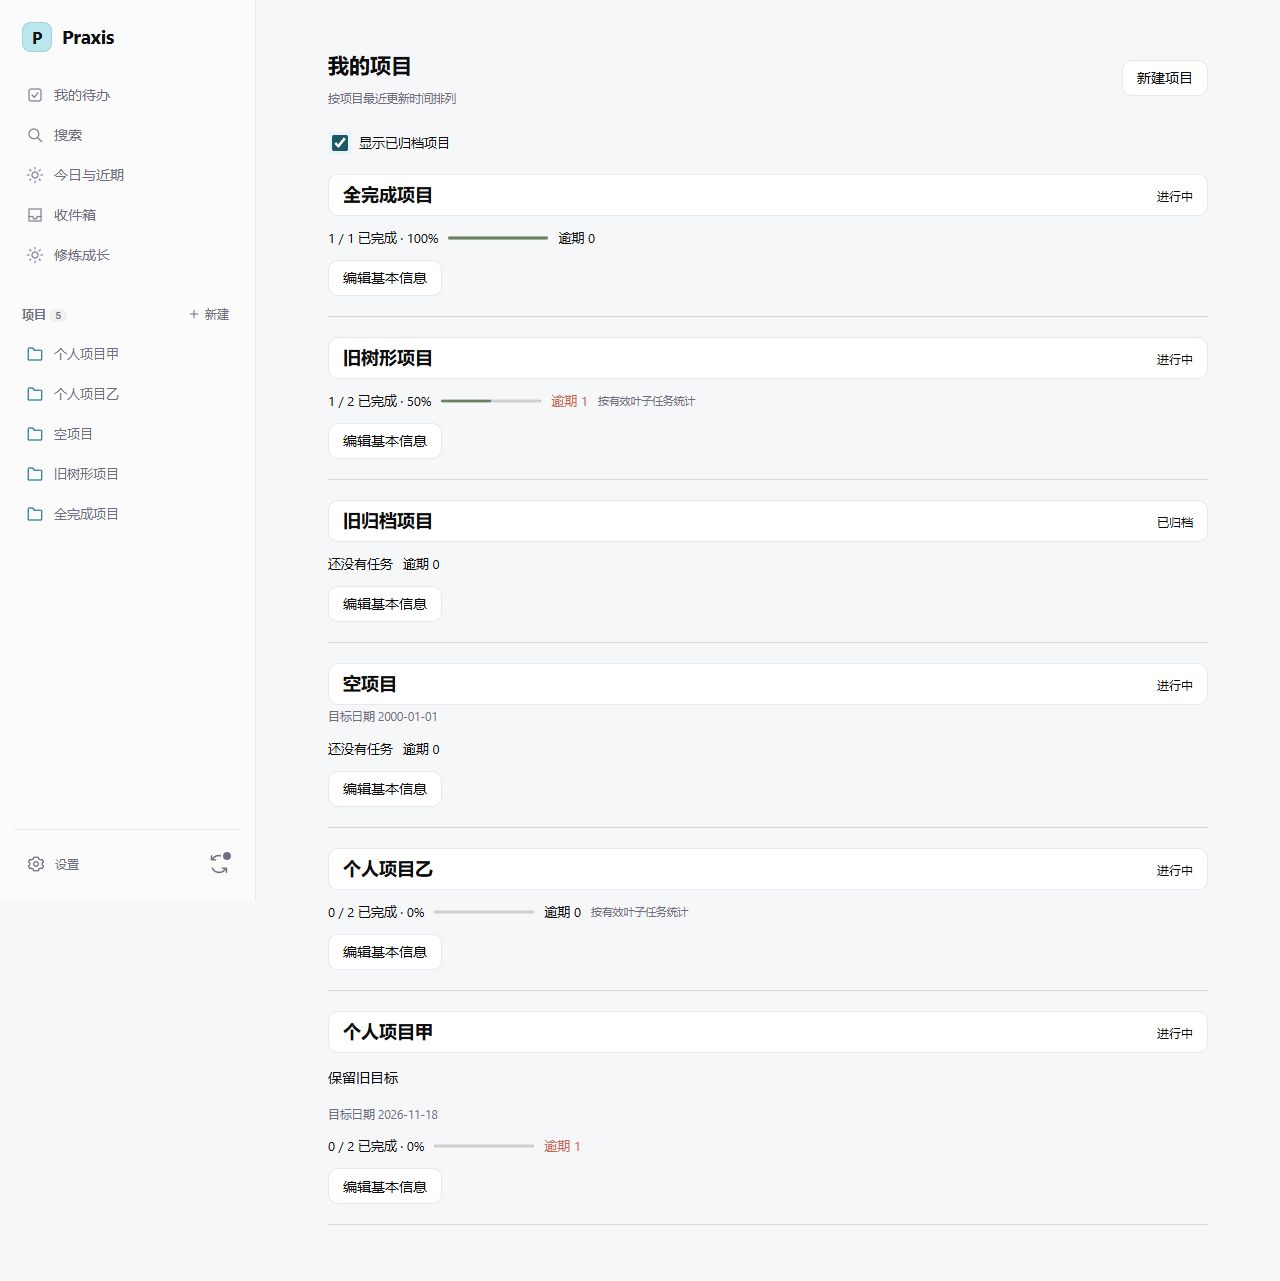 P Praxis
我的待办
搜索
今日与近期
收件箱
修炼成长
项目 5 + 新建
个人项目甲
个人项目乙
空项目
旧树形项目
全完成项目
设置
我的项目
新建项目
按项目最近更新时间排列
显示已归档项目
全完成项目 进行中
1 / 1 已完成 · 100% 逾期 0
编辑基本信息
旧树形项目 进行中
1 / 2 已完成 · 50% 逾期 1 按有效叶子任务统计
编辑基本信息
旧归档项目 已归档
还没有任务 逾期 0
编辑基本信息
空项目 进行中
目标日期 2000-01-01
还没有任务 逾期 0
编辑基本信息
个人项目乙 进行中
0 / 2 已完成 · 0% 逾期 0 按有效叶子任务统计
编辑基本信息
个人项目甲 进行中
保留旧目标
目标日期 2026-11-18
0 / 2 已完成 · 0% 逾期 1
编辑基本信息